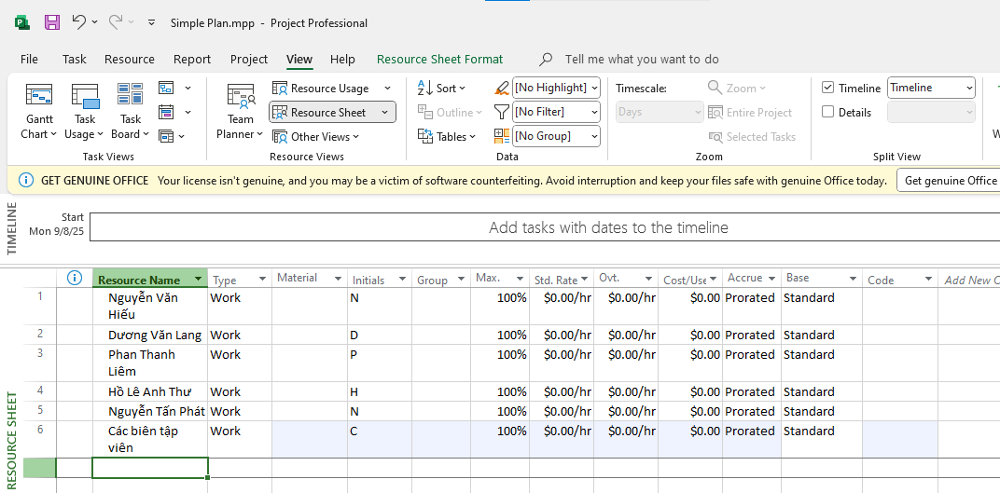 Simple Plan.mpp - Project Professional
File Task Resource Report Project View Help Resource Sheet Format Tell me what you want to do
Gantt Chart
Task Usage
Task Board
Task Views
Team Planner
Resource Usage
Resource Sheet
Other Views
Resource Views
Sort
Outline
Tables
[No Highlight]
[No Filter]
[No Group]
Data
Timescale:
Days
Zoom
Entire Project
Selected Tasks
Zoom
Timeline Timeline
Details
Split View
GET GENUINE OFFICE Your license isn't genuine, and you may be a victim of software counterfeiting. Avoid interruption and keep your files safe with genuine Office today. Get genuine Office
TIMELINE
Start
Mon 9/8/25
Add tasks with dates to the timeline
RESOURCE SHEET
Resource Name Type Material Initials Group Max. Std. Rate Ovt. Cost/Use Accrue Base Code Add New
1 Nguyễn Văn Hiếu Work N 100% $0.00/hr $0.00/hr $0.00 Prorated Standard
2 Dương Văn Lang Work D 100% $0.00/hr $0.00/hr $0.00 Prorated Standard
3 Phan Thanh Liêm Work P 100% $0.00/hr $0.00/hr $0.00 Prorated Standard
4 Hồ Lê Anh Thư Work H 100% $0.00/hr $0.00/hr $0.00 Prorated Standard
5 Nguyễn Tấn Phát Work N 100% $0.00/hr $0.00/hr $0.00 Prorated Standard
6 Các biên tập viên Work C 100% $0.00/hr $0.00/hr $0.00 Prorated Standard